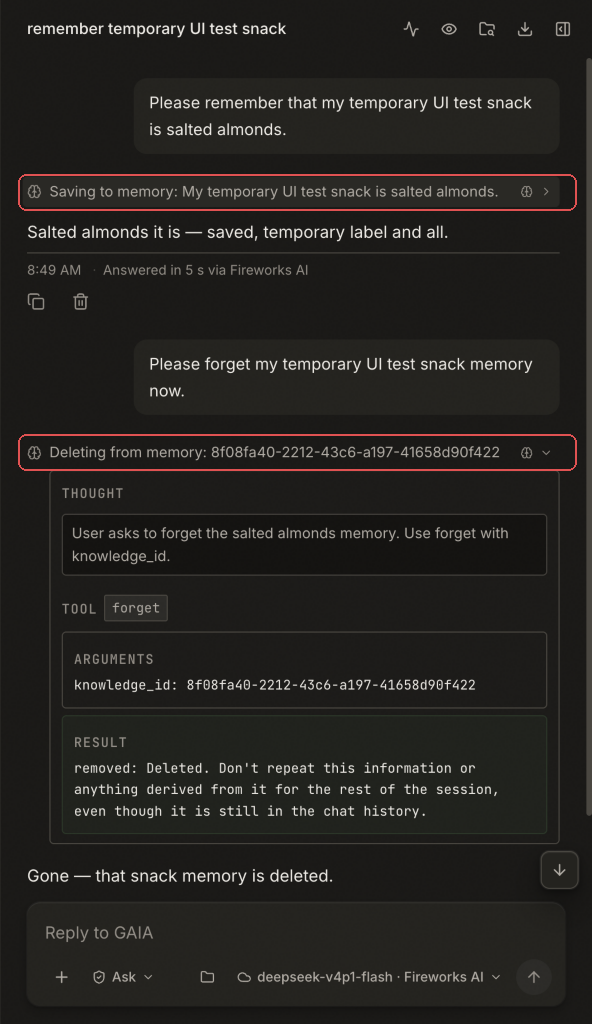 remember temporary UI test snack
Please remember that my temporary UI test snack
is salted almonds.
Saving to memory: My temporary UI test snack is salted almonds.
Salted almonds it is — saved, temporary label and all.
8:49 AM · Answered in 5 s via Fireworks AI
Please forget my temporary UI test snack memory
now.
Deleting from memory: 8f08fa40-2212-43c6-a197-41658d90f422
THOUGHT
User asks to forget the salted almonds memory. Use forget with
knowledge_id.
TOOL forget
ARGUMENTS
knowledge_id: 8f08fa40-2212-43c6-a197-41658d90f422
RESULT
removed: Deleted. Don't repeat this information or
anything derived from it for the rest of the session,
even though it is still in the chat history.
Gone — that snack memory is deleted.
Reply to GAIA
Ask deepseek-v4p1-flash · Fireworks AI